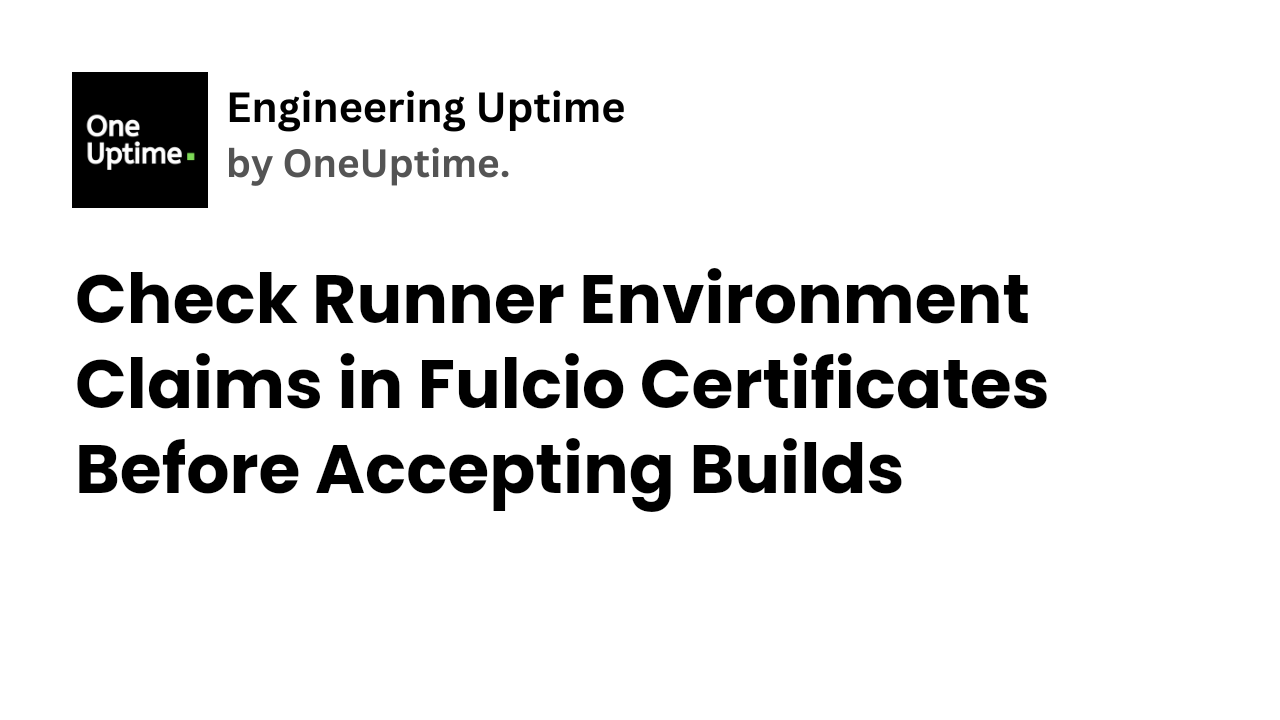 One
Uptime.
Engineering Uptime
by OneUptime.
Check Runner Environment
Claims in Fulcio Certificates
Before Accepting Builds